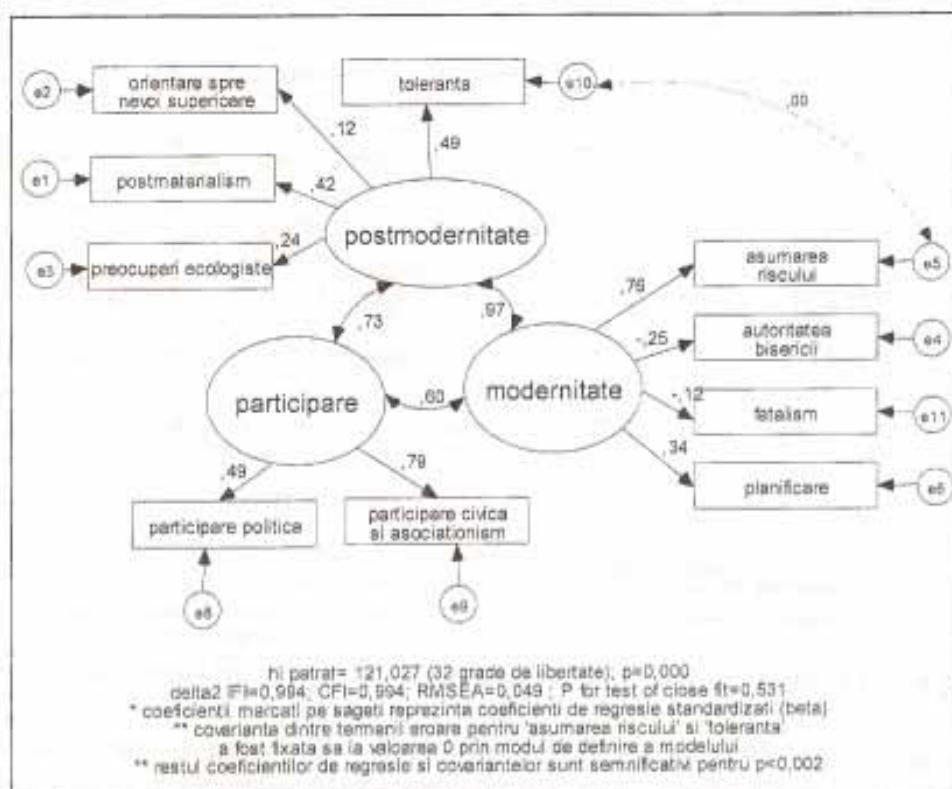 e2
orientare spre
nevoi superioare
toleranta
e10
,00
,12
,49
e1
postmaterialism
,42
postmodernitate
e3
preocupari ecologiste
,24
asumarea
riscului
e5
,76
,73
,97
-,25
autoritatea
bisericii
e4
participare
,60
modernitate
-,12
fatalism
e11
,34
planificare
e6
,49
,79
participare politica
participare civica
si asociationism
e8
e9
hi patrat= 121,027 (32 grade de libertate); p=0,000
delta2 IFI=0,994; CFI=0,994; RMSEA=0,049 ; P for test of close fit=0,531
* coeficientii marcati pe sageti reprezinta coeficienti de regresie standardizati (beta)
** covarianta dintre termenii eroare pentru 'asumarea riscului' si 'toleranta'
a fost fixata sa ia valoarea 0 prin modul de definire a modelului
** restul coeficientilor de regresie si covariantelor sunt semnificativi pentru p<0,002